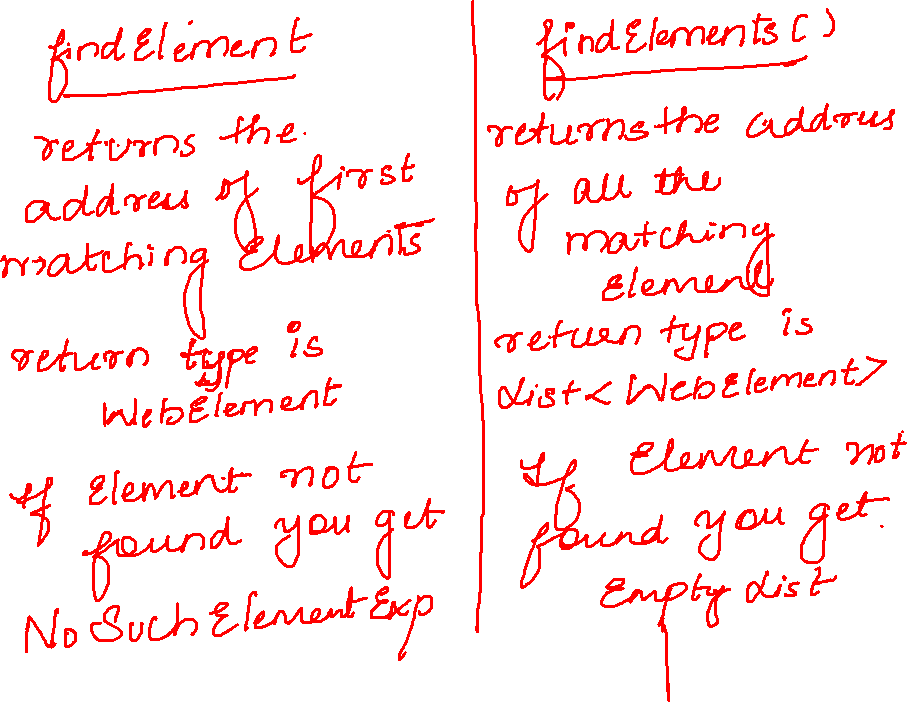 findElement
returns the.
address of first
matching Elements
return type is
WebElement
If Element not
found you get
NoSuchElementExp
findElements()
returns the address
of all the
matching
Element
return type is
List<WebElement>
If Element not
found you get.
Empty List